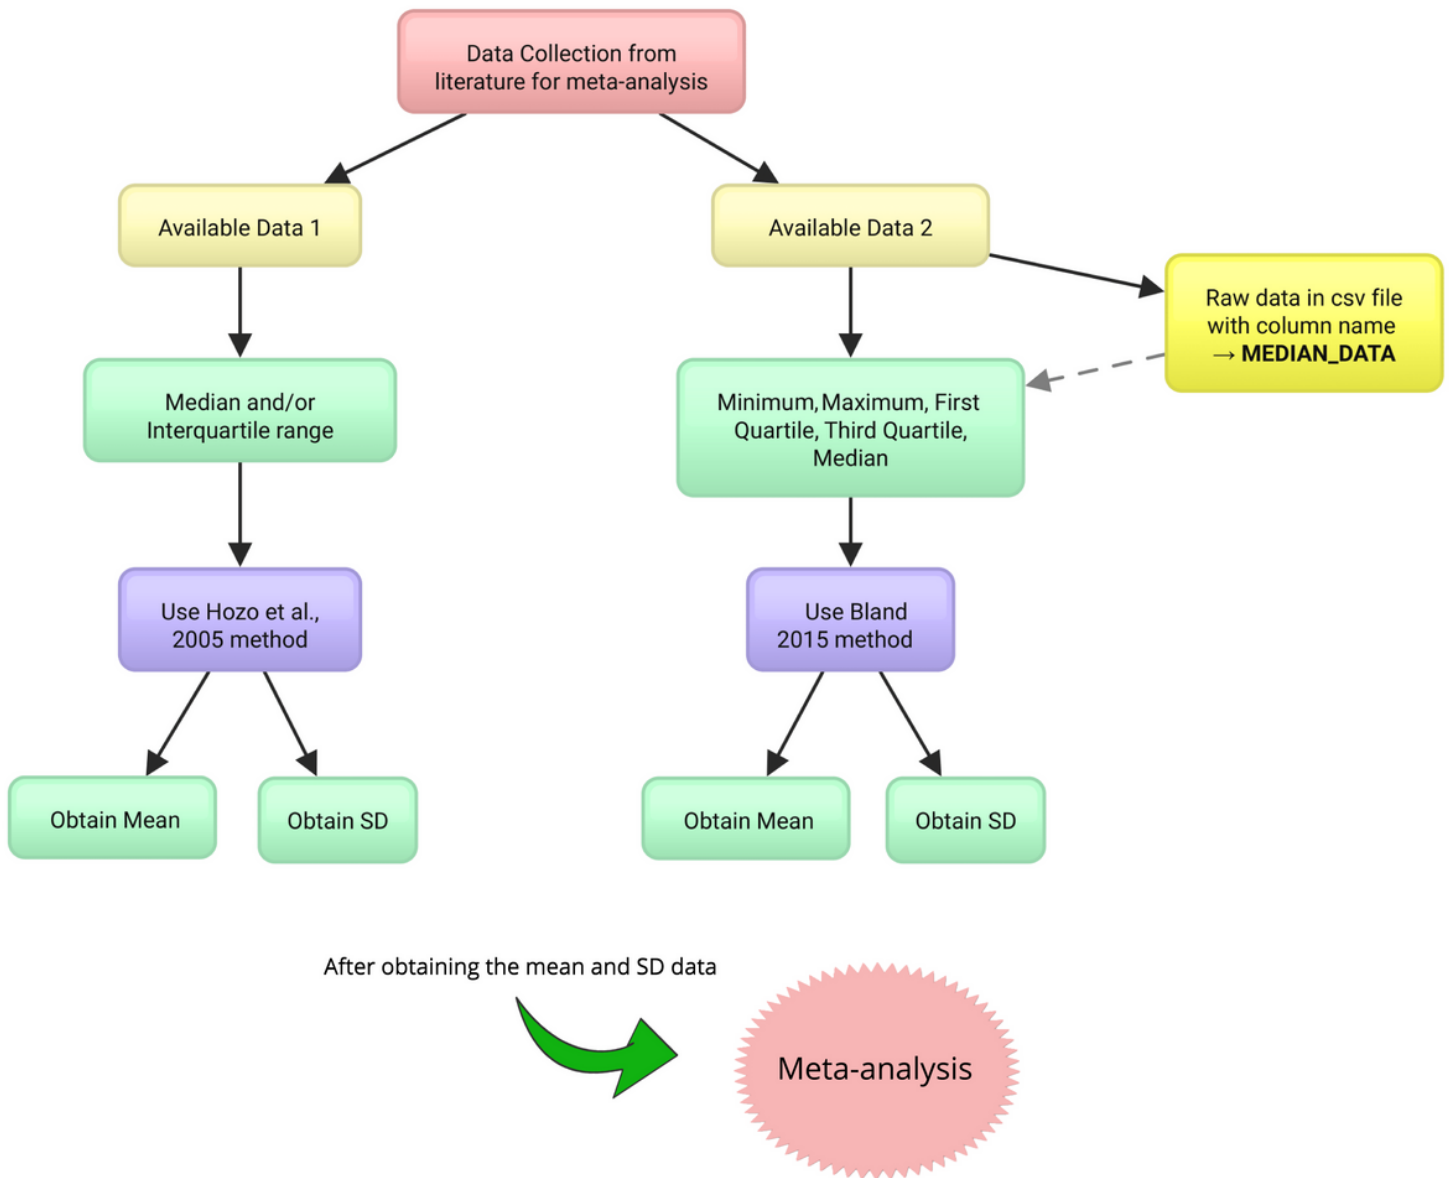 Data Collection from
literature for meta-analysis
Available Data 1
Available Data 2
Raw data in csv file
with column name
→ MEDIAN_DATA
Median and/or
Interquartile range
Minimum, Maximum, First
Quartile, Third Quartile,
Median
Use Hozo et al.,
2005 method
Use Bland
2015 method
Obtain Mean
Obtain SD
Obtain Mean
Obtain SD
After obtaining the mean and SD data
Meta-analysis